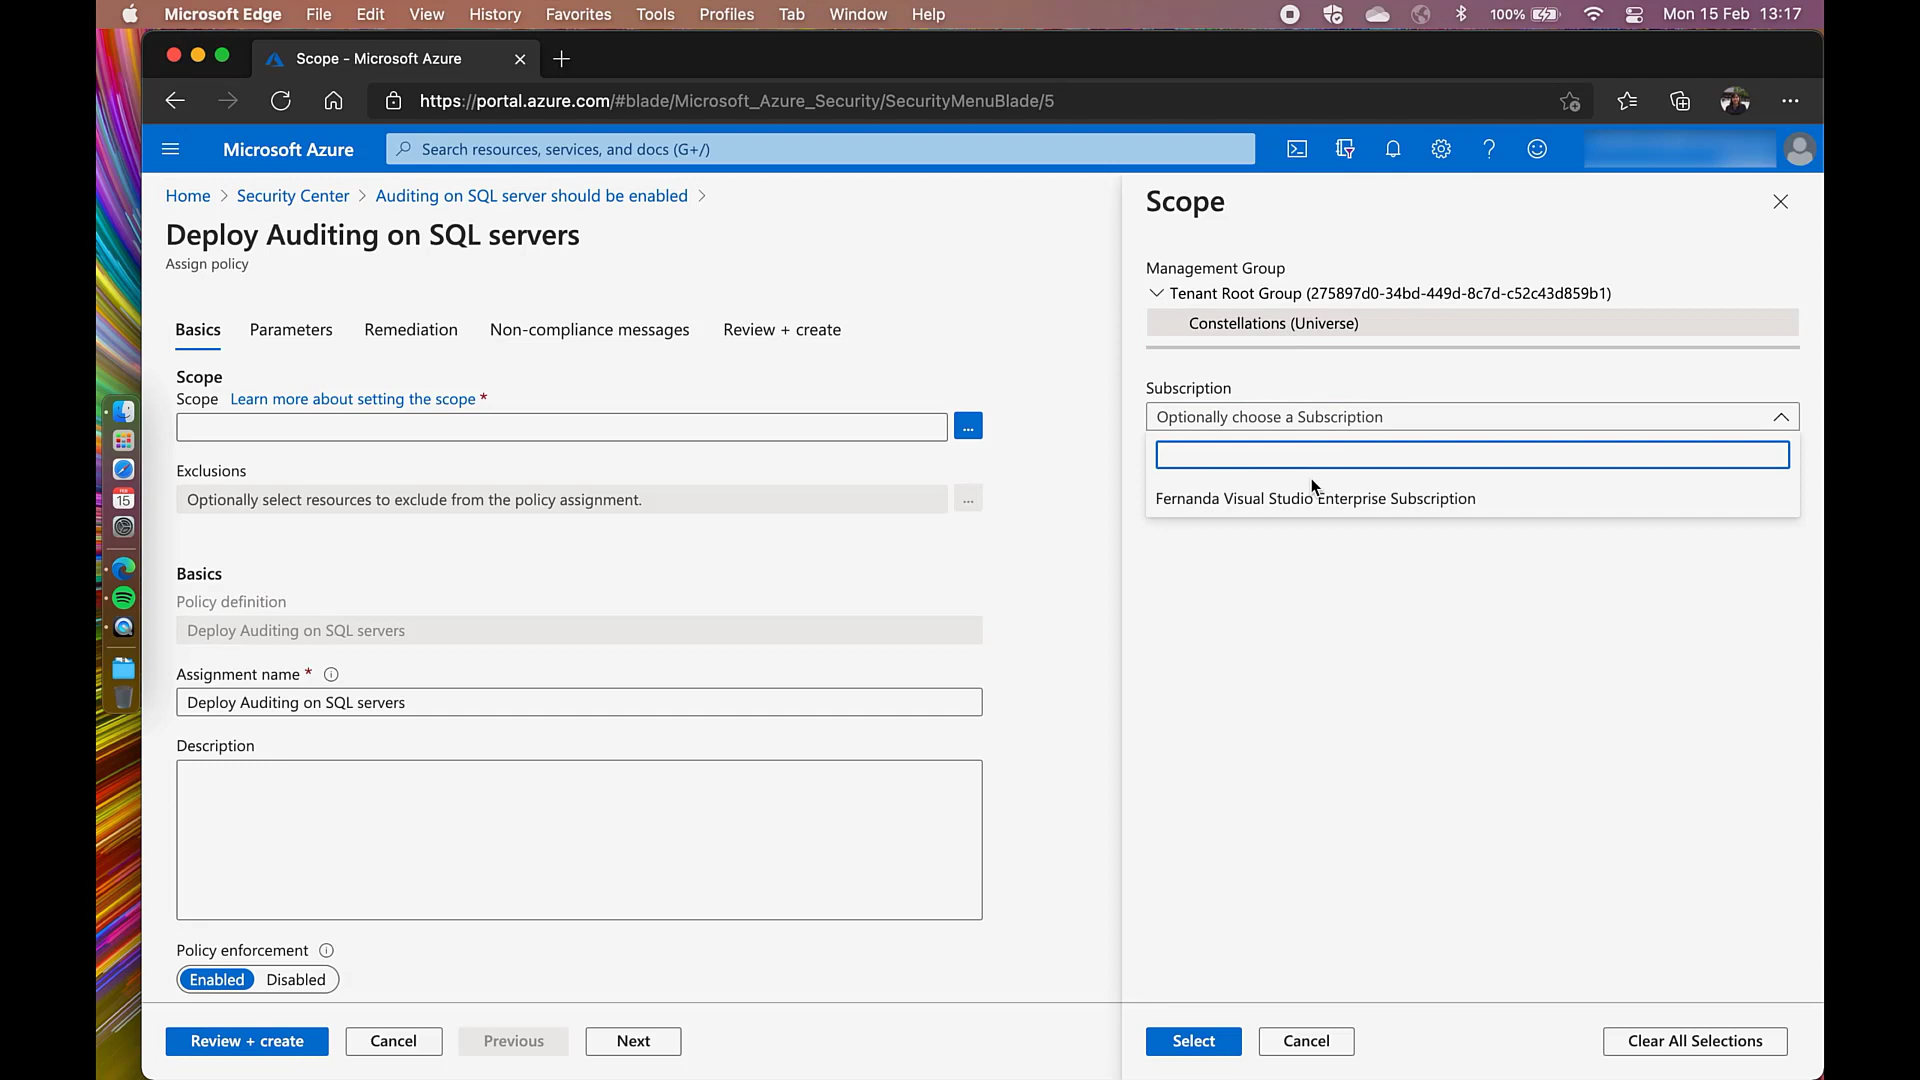 Microsoft Edge File Edit View History Favorites Tools Profiles Tab Window Help 100% Mon 15 Feb 13:17
Scope - Microsoft Azure
https://portal.azure.com/#blade/Microsoft_Azure_Security/SecurityMenuBlade/5
Microsoft Azure
Search resources, services, and docs (G+/)
Home > Security Center > Auditing on SQL server should be enabled >
Deploy Auditing on SQL servers
Assign policy
Basics Parameters Remediation Non-compliance messages Review + create
Scope
Scope Learn more about setting the scope *
...
Exclusions
Optionally select resources to exclude from the policy assignment.
...
Basics
Policy definition
Deploy Auditing on SQL servers
Assignment name *
Deploy Auditing on SQL servers
Description
Policy enforcement
Enabled Disabled
Review + create Cancel Previous Next
Scope
Management Group
Tenant Root Group (275897d0-34bd-449d-8c7d-c52c43d859b1)
Constellations (Universe)
Subscription
Optionally choose a Subscription
Fernanda Visual Studio Enterprise Subscription
Select Cancel Clear All Selections
FEB
15